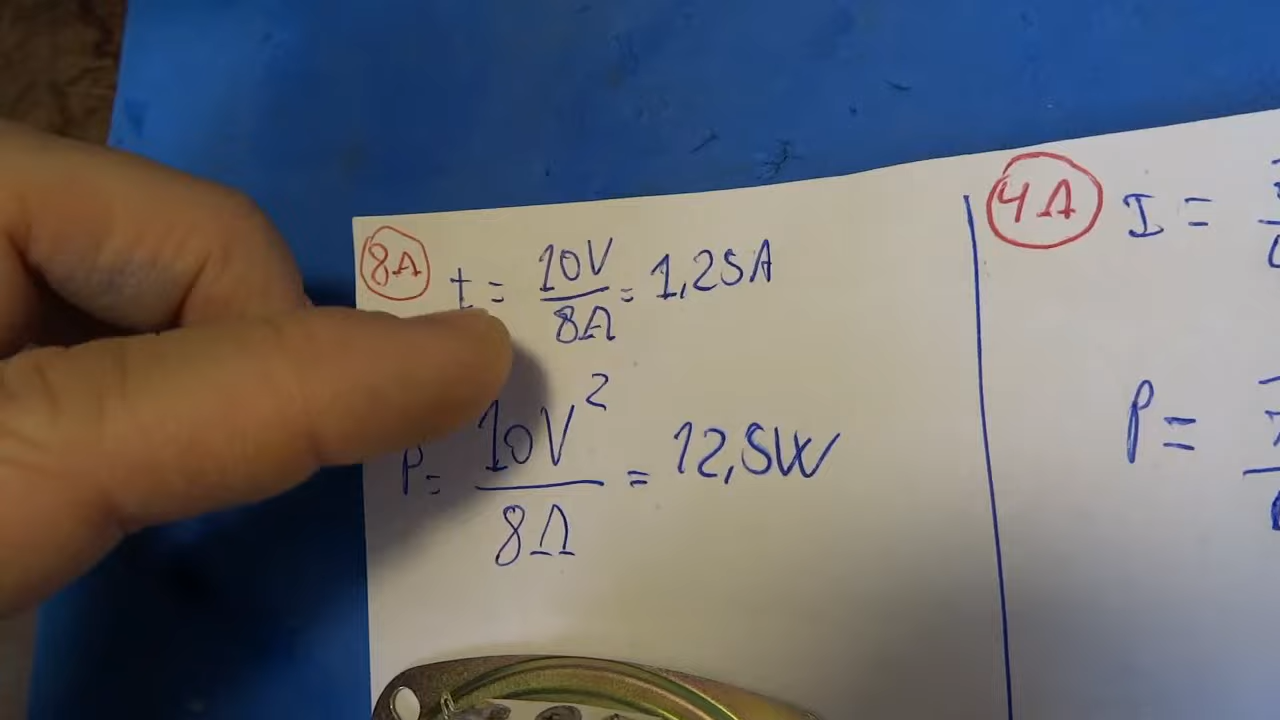 8Ω
I = 10V / 8Ω = 1,25A
P = 10V² / 8Ω = 12,5W
4Ω
I =
P =